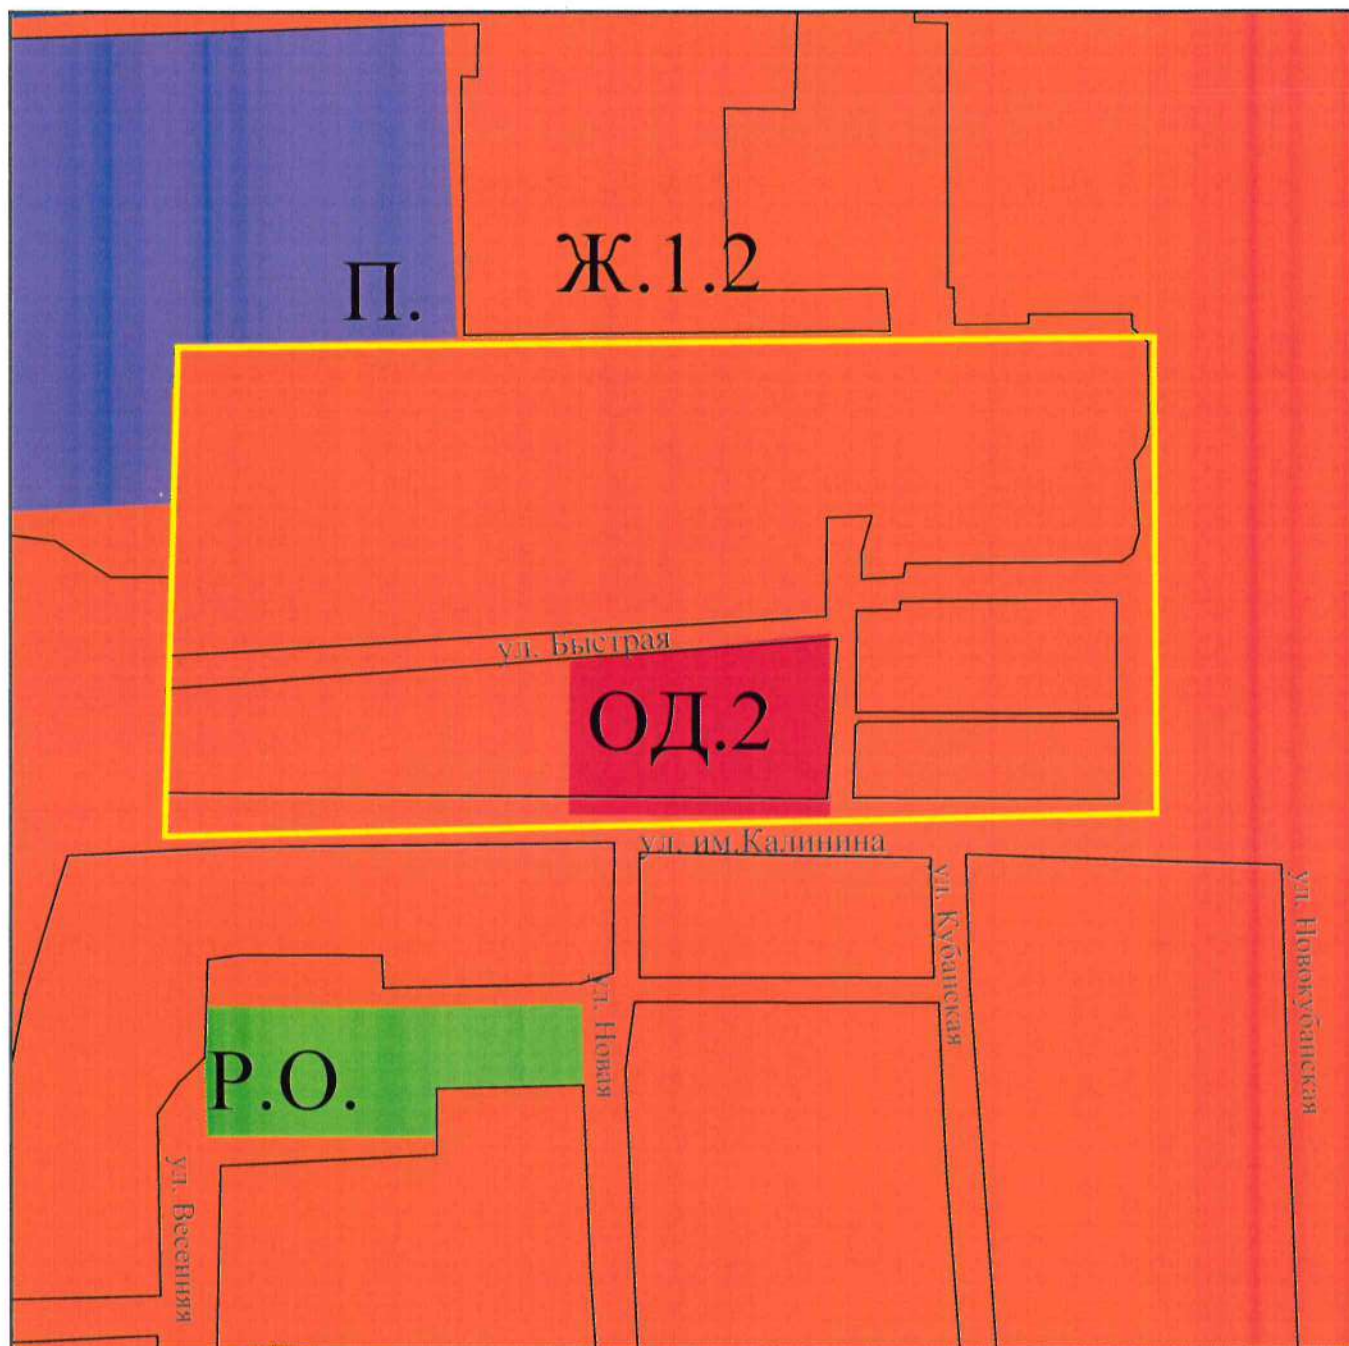 Ж.1.2
П.
ул. Быстрая
ОД.2
ул. им.Калинина
ул. Кубанская
ул. Новокубанская
ул. Новая
Р.О.
ул. Весенняя